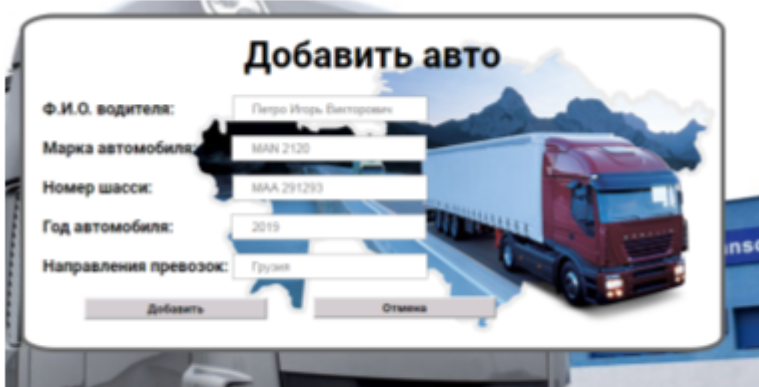 Добавить авто
Ф.И.О. водителя: Петро Игорь Викторович
Марка автомобиля: MAN 2120
Номер шасси: MAA 291293
Год автомобиля: 2019
Направления превозок: Грузия
Добавить Отмена